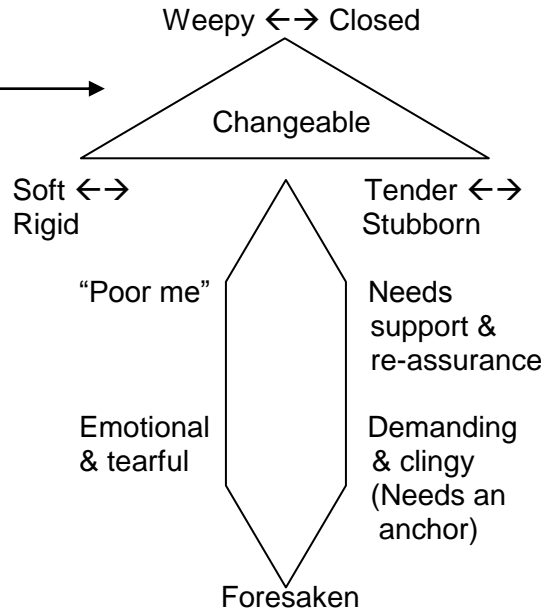 Weepy ←→ Closed
Changeable
Soft ←→
Rigid
Tender ←→
Stubborn
“Poor me”
Needs
support &
re-assurance
Emotional
& tearful
Demanding
& clingy
(Needs an
anchor)
Foresaken